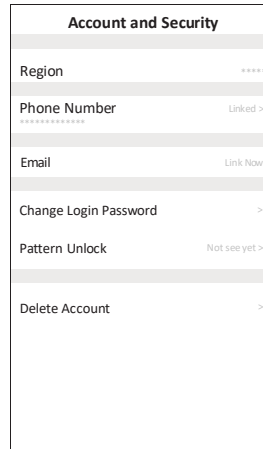 Account and Security
Region *****
Phone Number Linked >
*************
Email Link Now
Change Login Password >
Pattern Unlock Not see yet >
Delete Account >